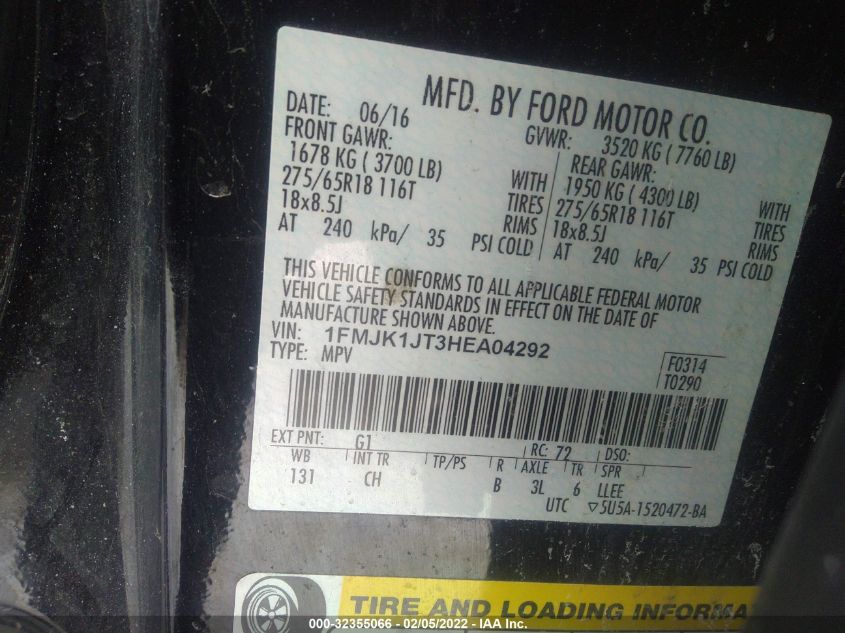 MFD. BY FORD MOTOR CO.
DATE: 06/16 GVWR: 3520 KG ( 7760 LB)
FRONT GAWR: REAR GAWR:
1678 KG ( 3700 LB) 1950 KG ( 4300 LB)
275/65R18 116T WITH TIRES 275/65R18 116T WITH TIRES
18x8.5J RIMS 18x8.5J RIMS
AT 240 kPa/ 35 PSI COLD AT 240 kPa/ 35 PSI COLD
THIS VEHICLE CONFORMS TO ALL APPLICABLE FEDERAL MOTOR
VEHICLE SAFETY STANDARDS IN EFFECT ON THE DATE OF
MANUFACTURE SHOWN ABOVE.
VIN: 1FMJK1JT3HEA04292
TYPE: MPV
F0314
T0290
EXT PNT: G1 RC: 72 DSO:
WB INT TR TP/PS R AXLE TR SPR
131 CH B 3L 6 LLEE
UTC ▽5U5A-1520472-BA
TIRE AND LOADING INFORMA
000-32355066 - 02/05/2022 - IAA Inc.